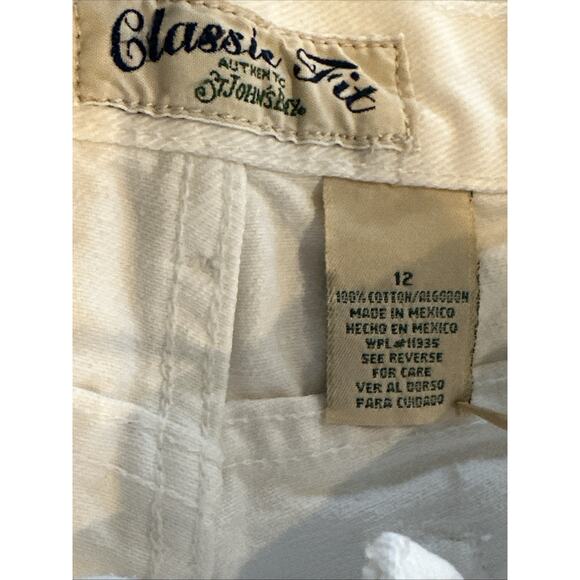 Classic Fit
AUTHENTIC
ST. JOHN'S BAY
12
100% COTTON/ALGODON
MADE IN MEXICO
HECHO EN MEXICO
WPL#11935
SEE REVERSE
FOR CARE
VER AL DORSO
PARA CUIDADO